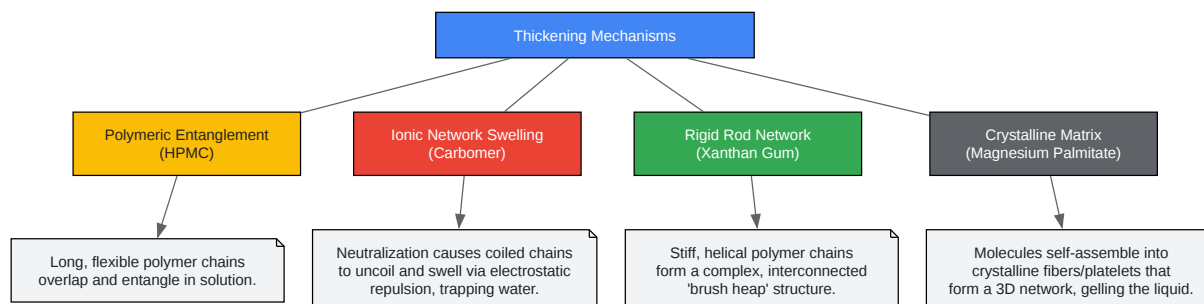 Thickening Mechanisms
Polymeric Entanglement
(HPMC)
Ionic Network Swelling
(Carbomer)
Rigid Rod Network
(Xanthan Gum)
Crystalline Matrix
(Magnesium Palmitate)
Long, flexible polymer chains
overlap and entangle in solution.
Neutralization causes coiled chains
to uncoil and swell via electrostatic
repulsion, trapping water.
Stiff, helical polymer chains
form a complex, interconnected
'brush heap' structure.
Molecules self-assemble into
crystalline fibers/platelets that
form a 3D network, gelling the liquid.